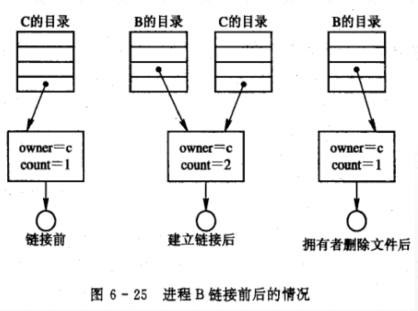 C的目录
B的目录
C的目录
B的目录
owner=c
count=1
owner=c
count=2
owner=c
count=1
链接前
建立链接后
拥有者删除文件后
图 6-25 进程 B 链接前后的情况